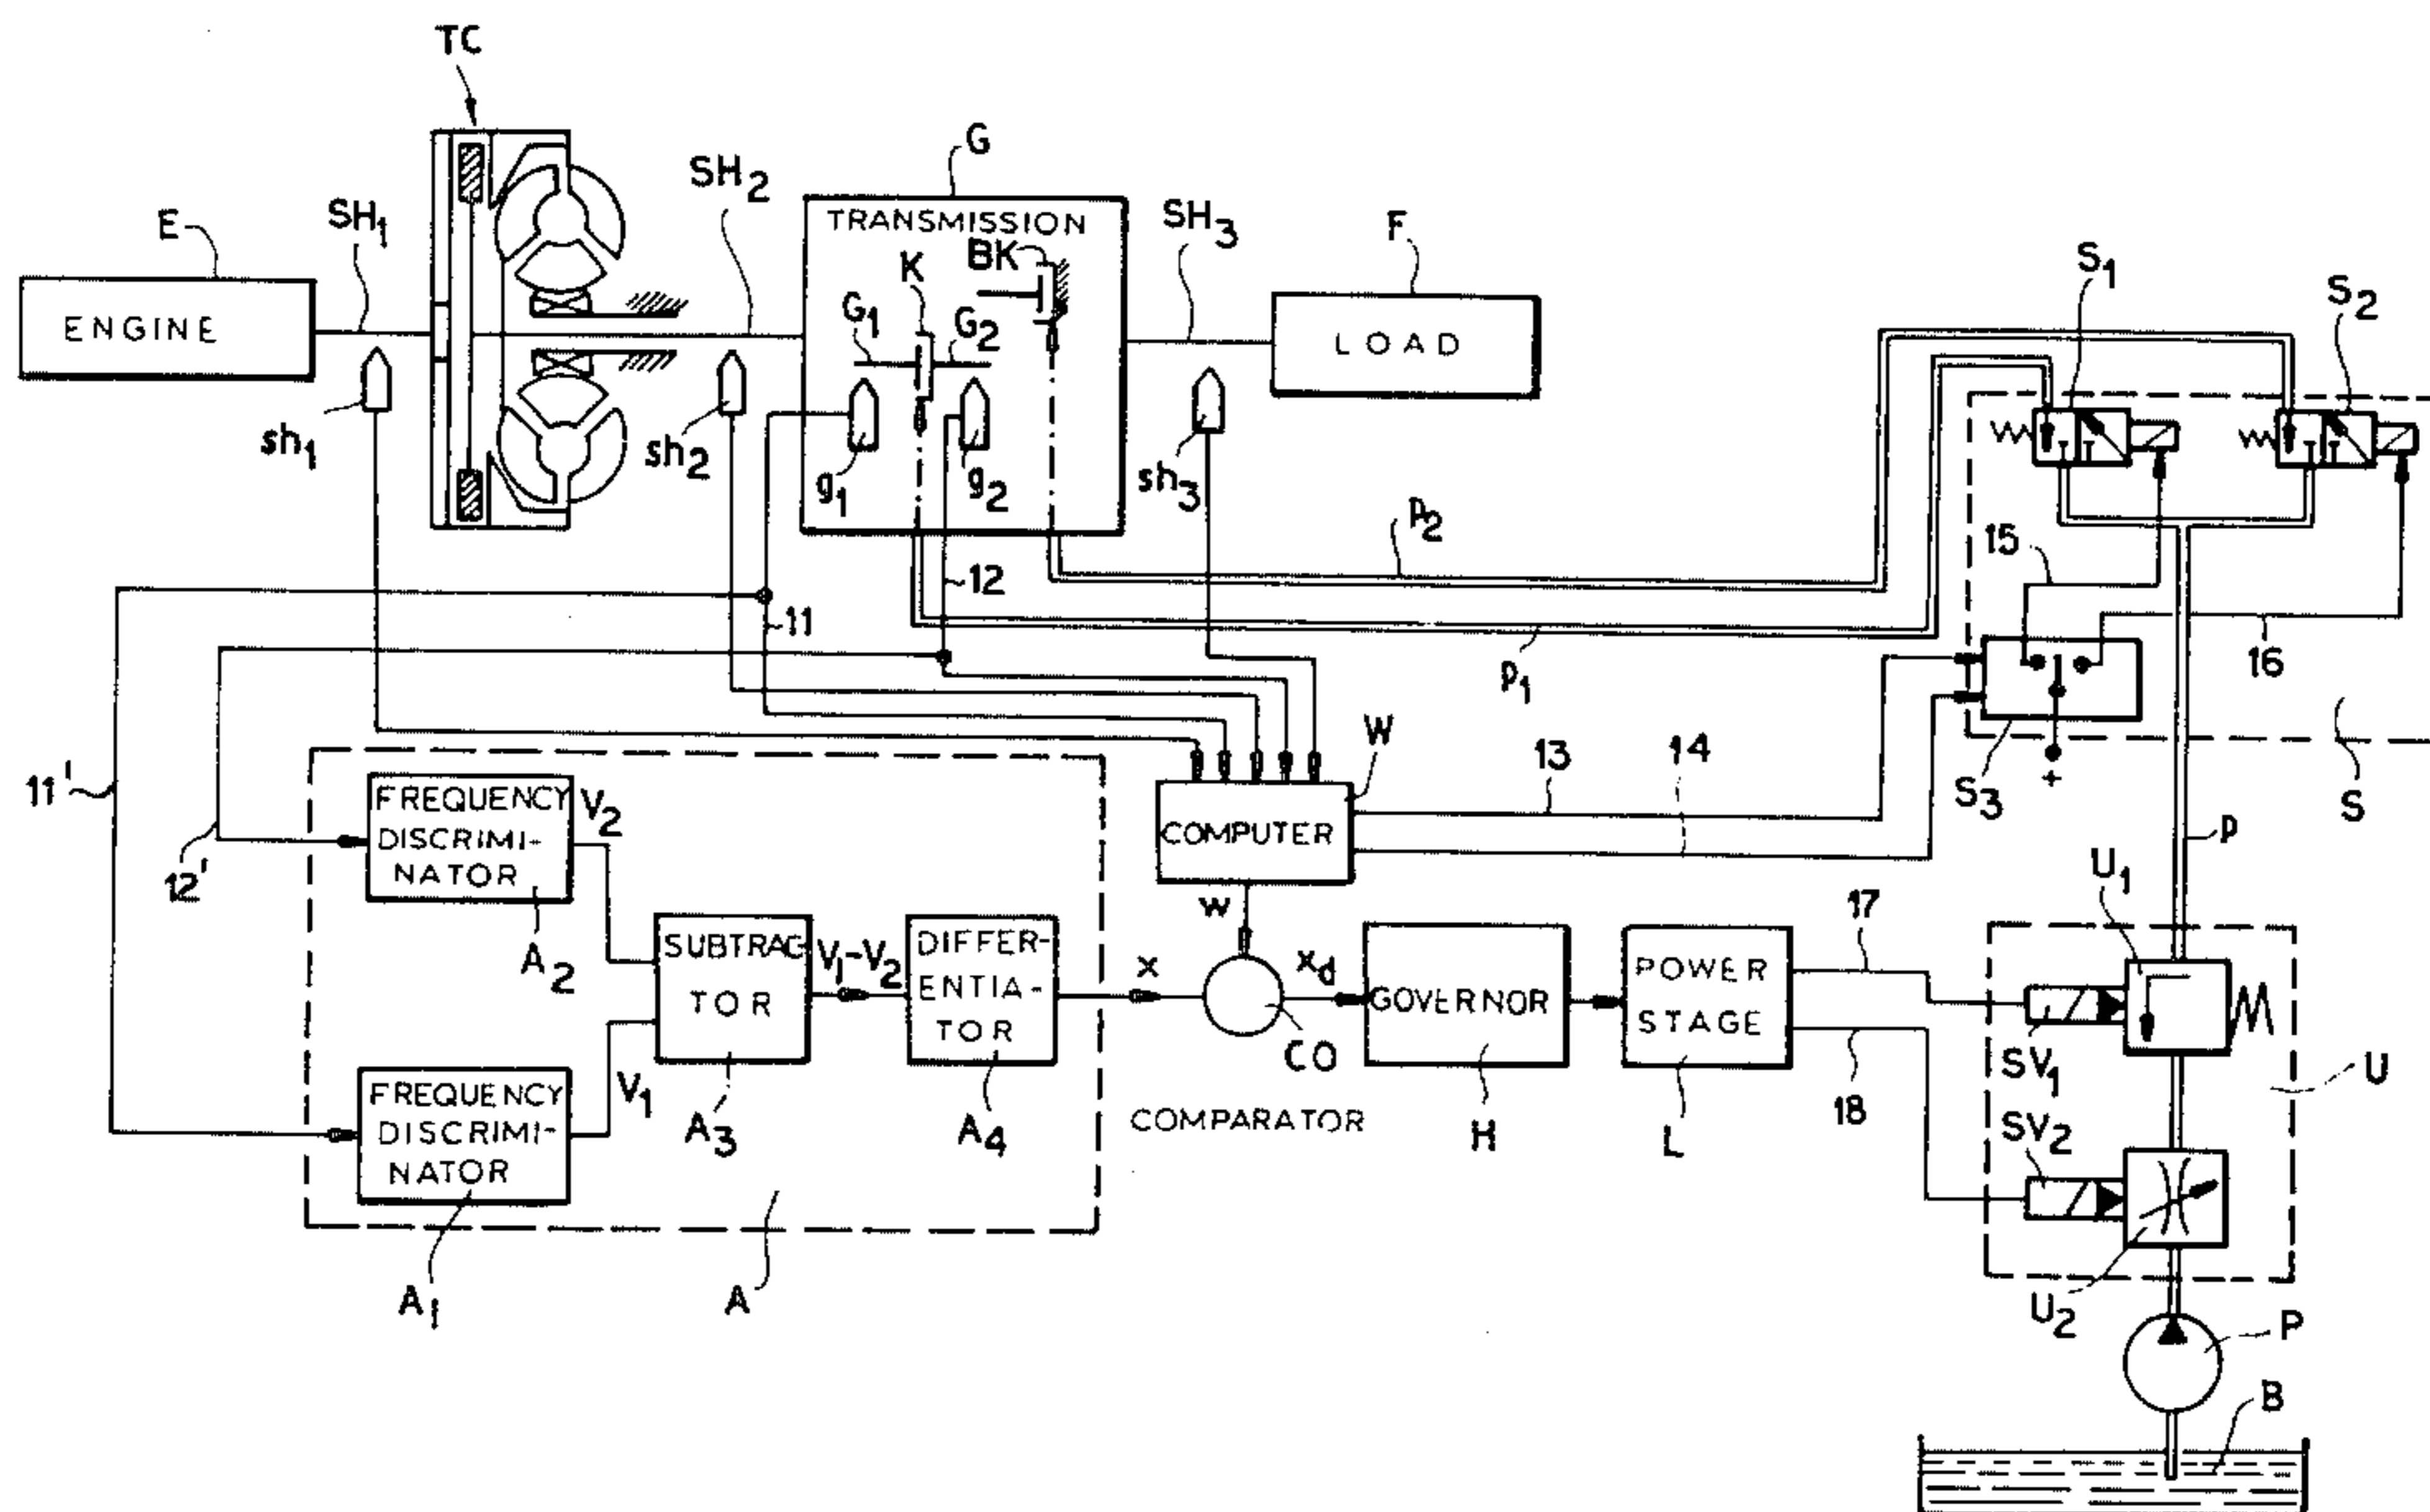 TC
G
SH2
E
SH1
TRANSMISSION
SH3
F
BK
K
S1
S2
G1
G2
ENGINE
LOAD
sh1
sh2
g1
g2
sh3
p2
15
12
11
p1
16
W
13
14
S3
+
S
11'
FREQUENCY
DISCRIMI-
NATOR
V2
COMPUTER
p
12'
A2
w
U1
17
SUBTRAC-
TOR
V1-V2
DIFFER-
ENTIA-
TOR
x
xd
GOVERNOR
POWER
STAGE
CO
SV1
U
FREQUENCY
DISCRIMI-
NATOR
V1
A3
A4
COMPARATOR
H
L
18
SV2
A1
A
U2
P
B